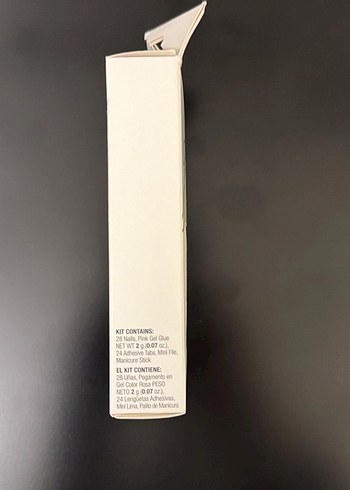 KIT CONTAINS:
28 Nails, Pink Gel Glue
NET WT 2 g (0.07 oz.),
24 Adhesive Tabs, Mini File,
Manicure Stick
EL KIT CONTIENE:
28 Uñas, Pegamento en
Gel Color Rosa PESO
NETO 2 g (0.07 oz.),
24 Lengüetas Adhesivas,
Mini Lima, Palito de Manicura